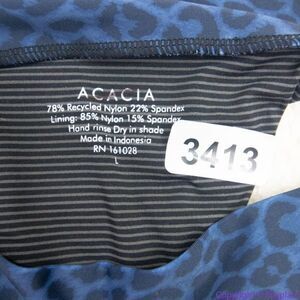 ACACIA
78% Recycled Nylon 22% Spandex
Lining: 85% Nylon 15% Spandex
Hand rinse Dry in shade
Made in Indonesia
RN 161028
L
3413